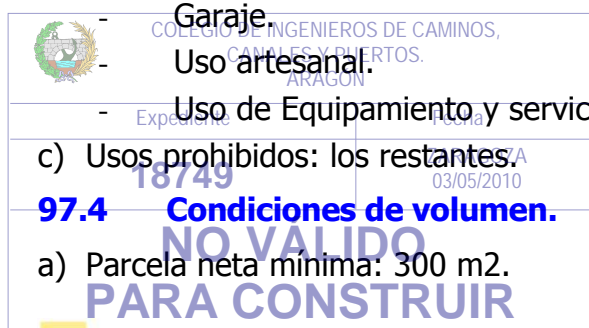 - Garaje.
COLEGIO DE INGENIEROS DE CAMINOS,
CANALES Y PUERTOS.
- Uso artesanal.
ARAGON
- Uso de Equipamiento y servic
Expediente Fecha
c) Usos prohibidos: los restantes.
ZARAGOZA
18749 03/05/2010
97.4 Condiciones de volumen.
NO VALIDO
a) Parcela neta mínima: 300 m2.
PARA CONSTRUIR